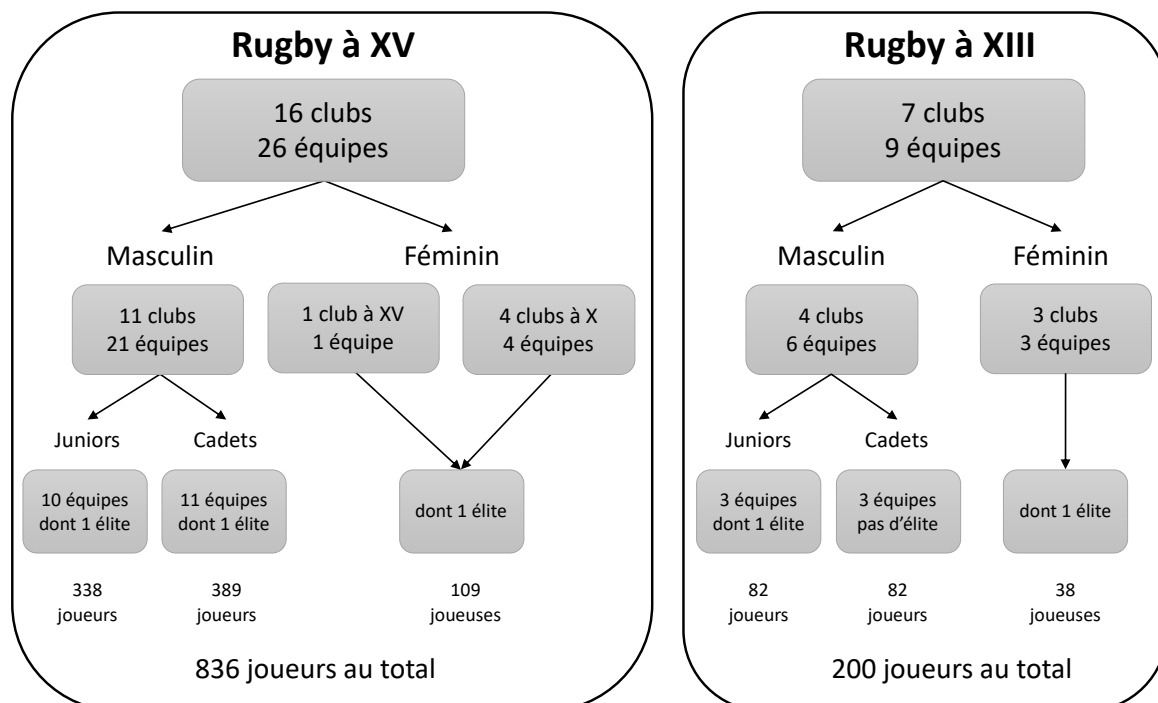 Rugby à XV
16 clubs
26 équipes
Masculin
Féminin
11 clubs
21 équipes
1 club à XV
1 équipe
4 clubs à X
4 équipes
Juniors
Cadets
10 équipes
dont 1 élite
11 équipes
dont 1 élite
dont 1 élite
338
joueurs
389
joueurs
109
joueuses
836 joueurs au total
Rugby à XIII
7 clubs
9 équipes
Masculin
Féminin
4 clubs
6 équipes
3 clubs
3 équipes
Juniors
Cadets
3 équipes
dont 1 élite
3 équipes
pas d’élite
dont 1 élite
82
joueurs
82
joueurs
38
joueuses
200 joueurs au total